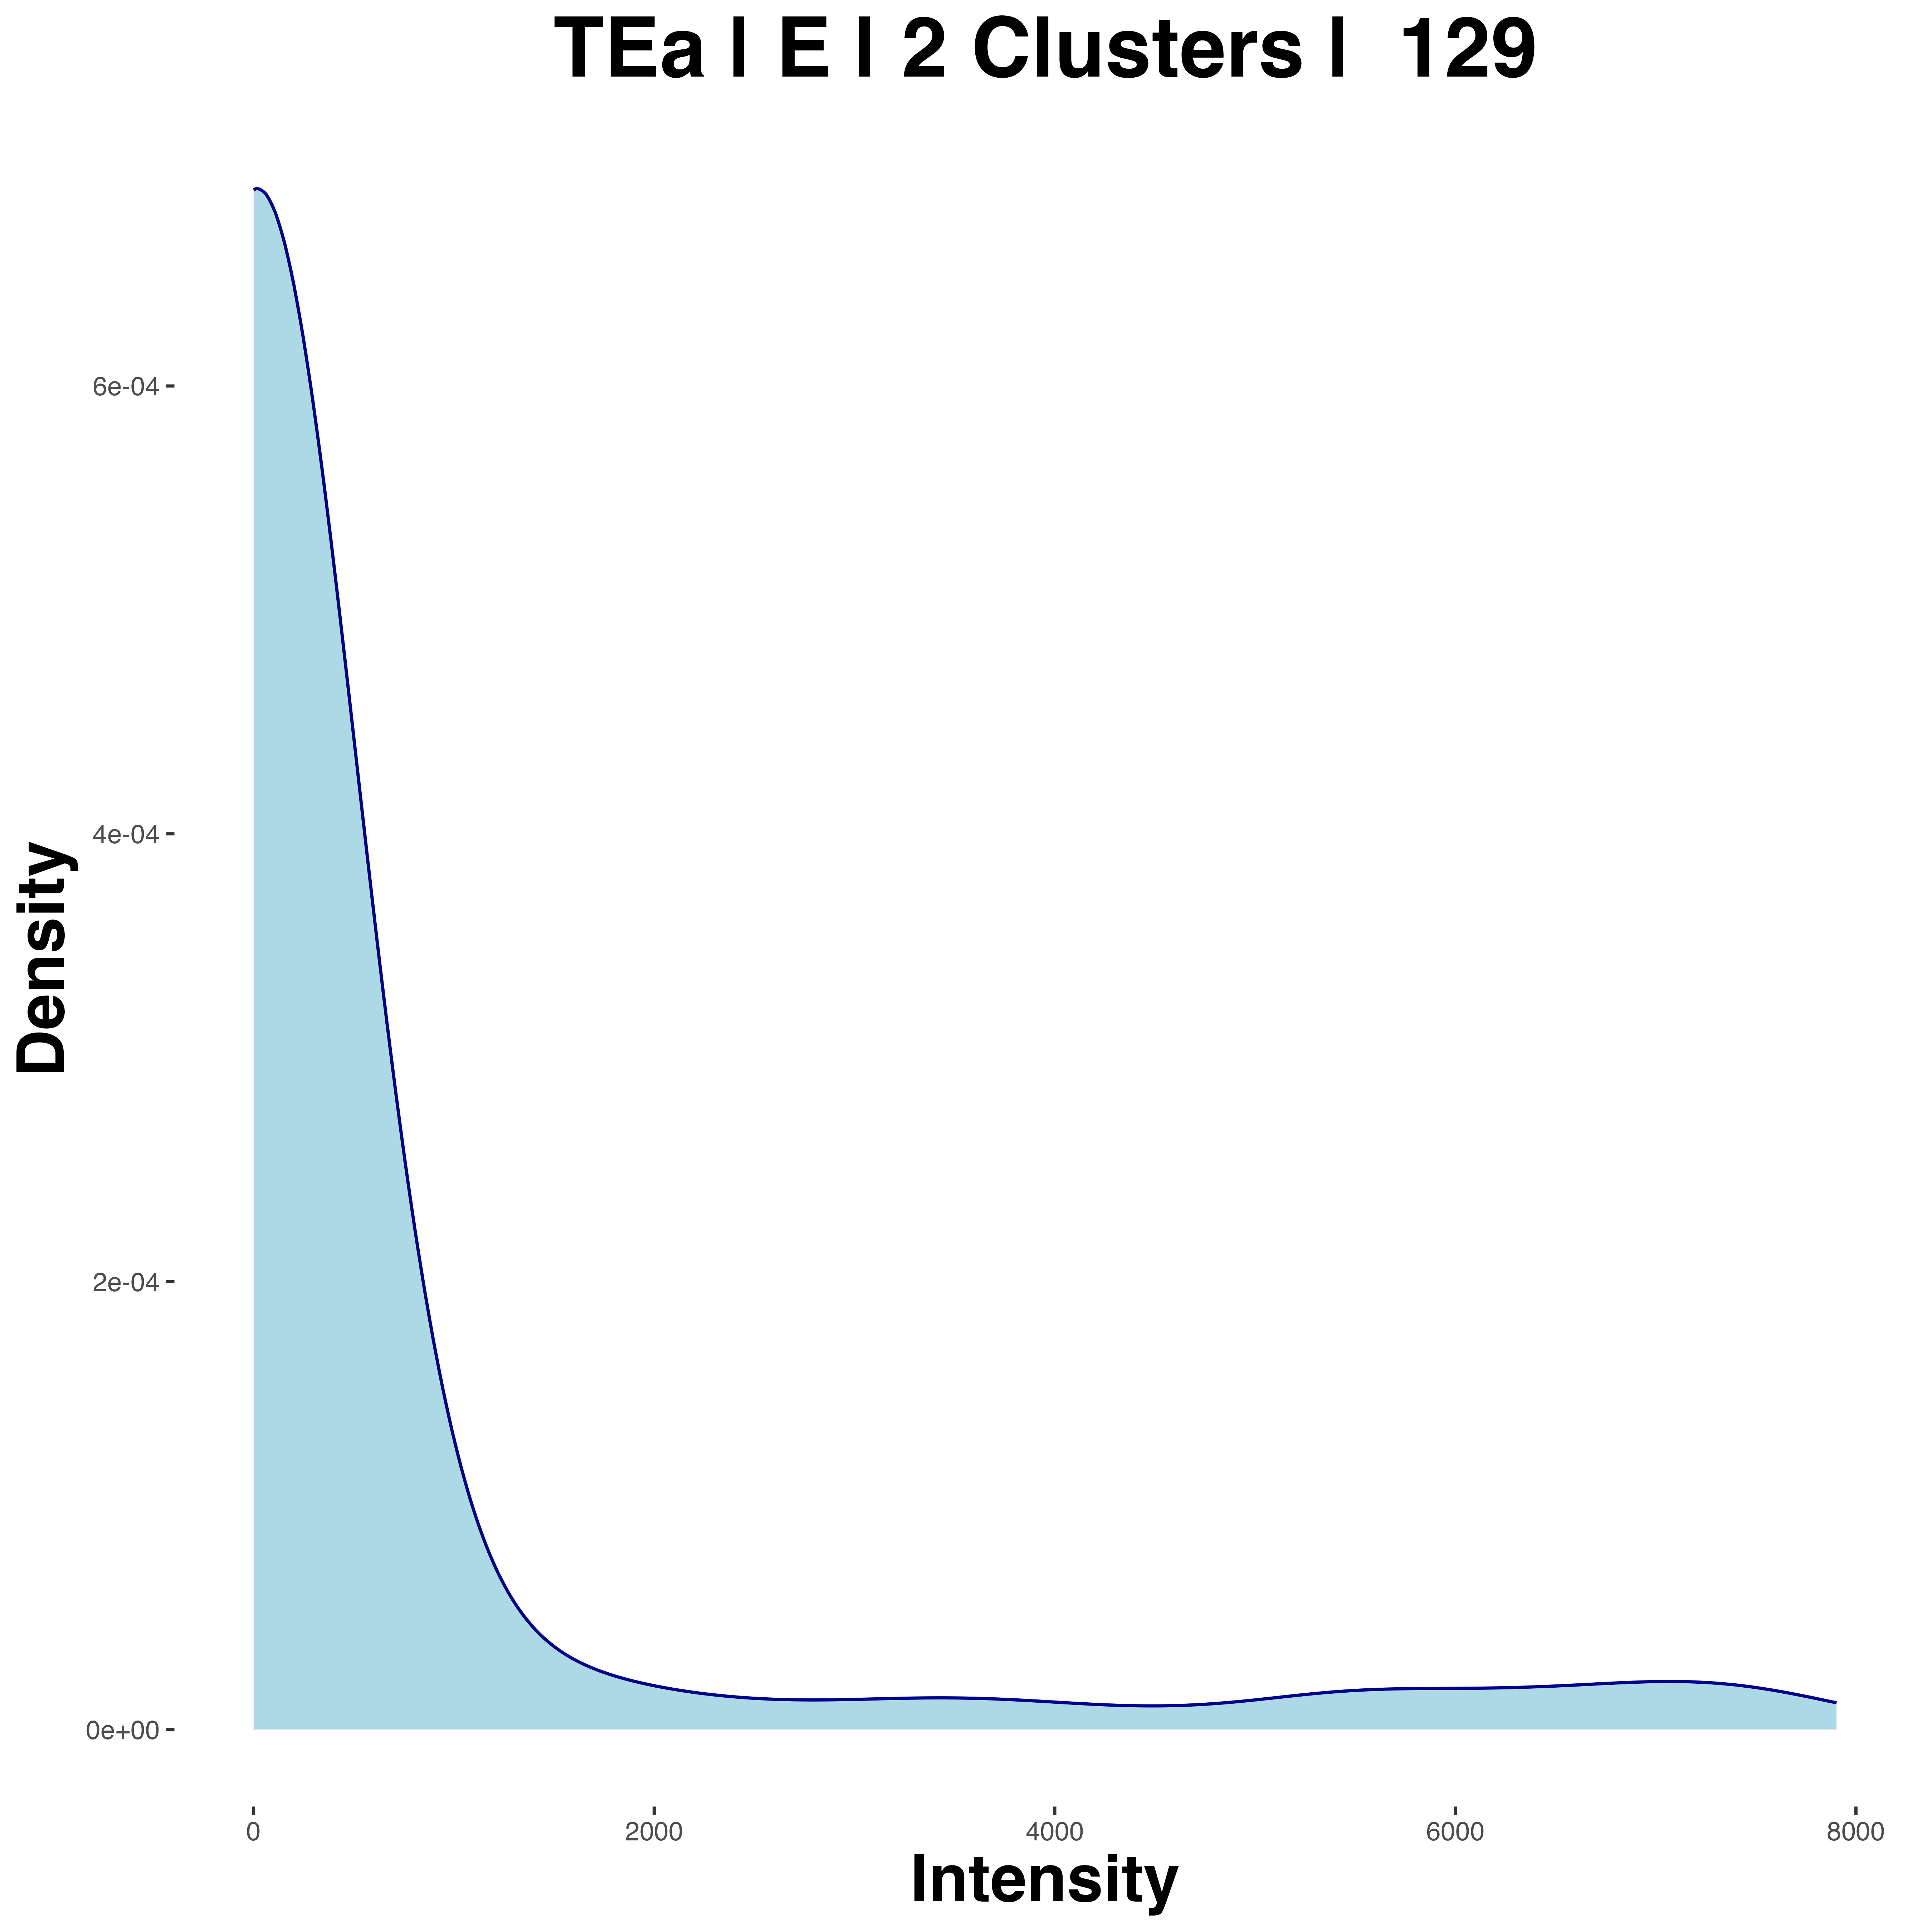 TEa | E | 2 Clusters |  129
6e-04
4e-04
2e-04
0e+00
Density
0 2000 4000 6000 8000
Intensity